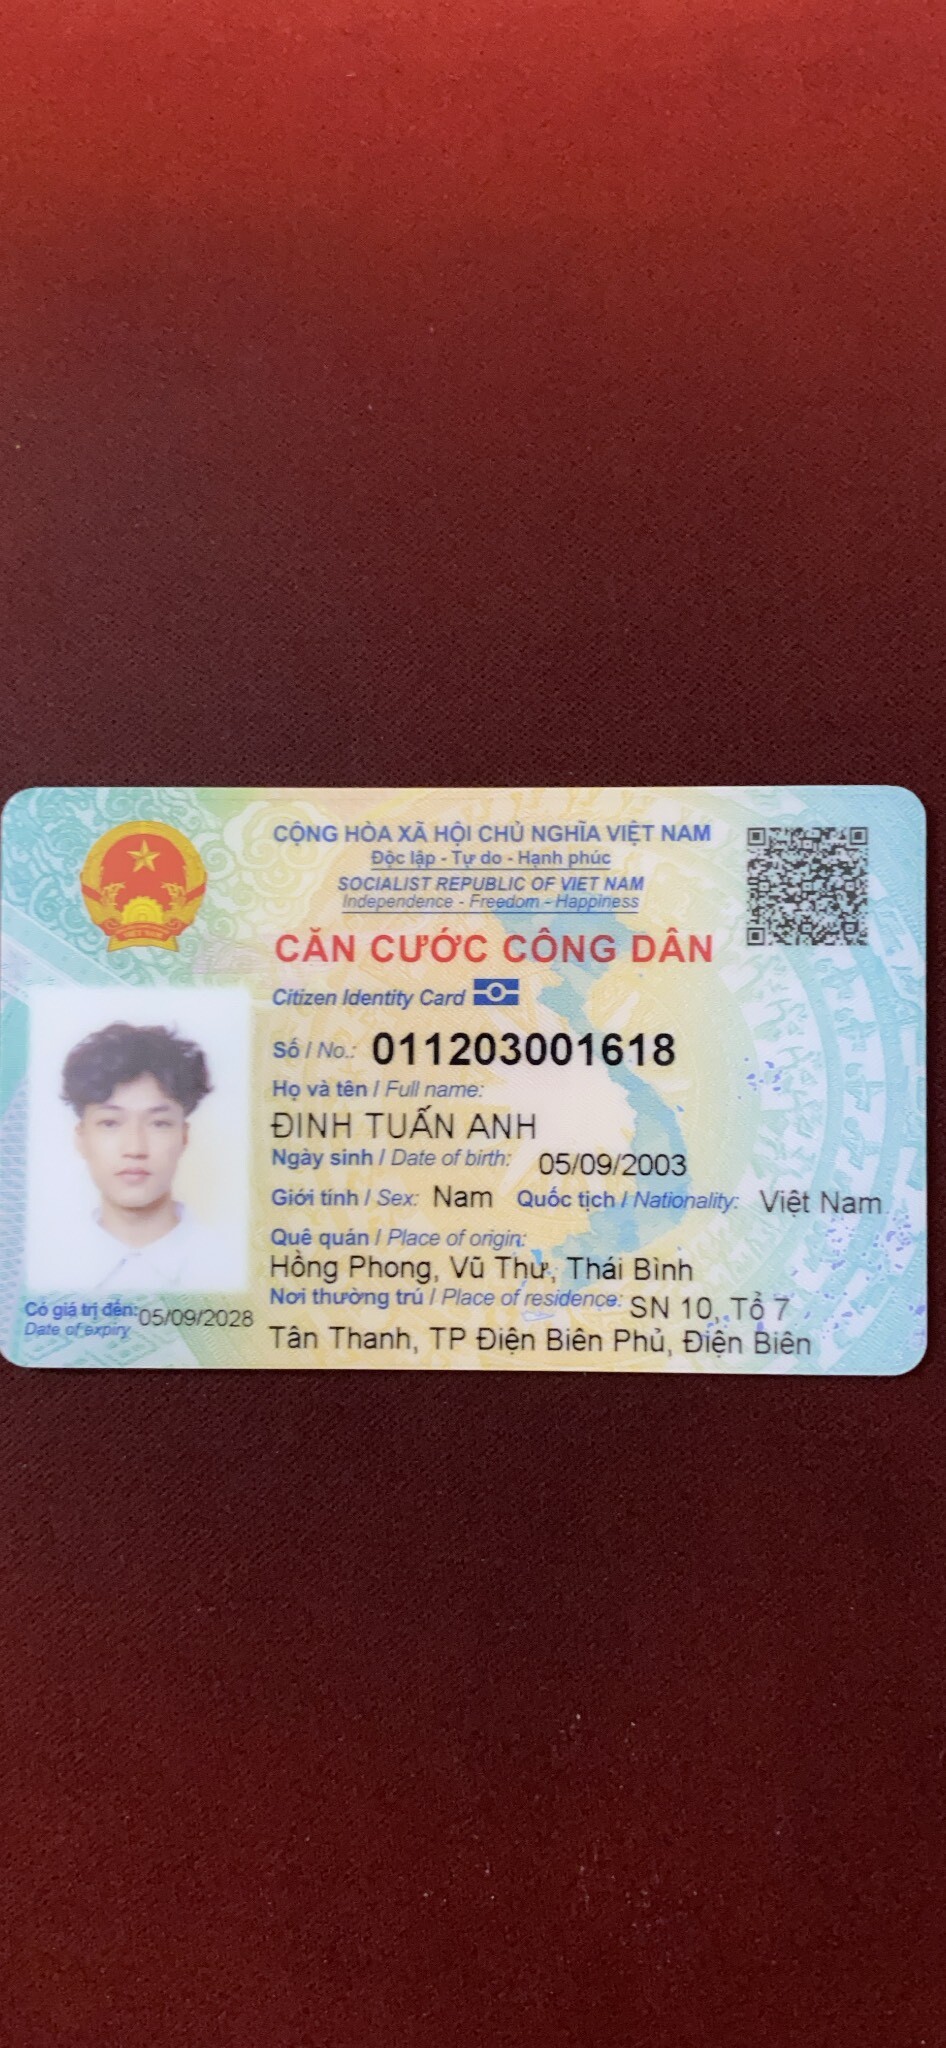 CỘNG HÒA XÃ HỘI CHỦ NGHĨA VIỆT NAM
Độc lập - Tự do - Hạnh phúc
SOCIALIST REPUBLIC OF VIET NAM
Independence - Freedom - Happiness
CĂN CƯỚC CÔNG DÂN
Citizen Identity Card
Số / No.: 011203001618
Họ và tên / Full name:
ĐINH TUẤN ANH
Ngày sinh / Date of birth: 05/09/2003
Giới tính / Sex: Nam Quốc tịch / Nationality: Việt Nam
Quê quán / Place of origin:
Hồng Phong, Vũ Thư, Thái Bình
Nơi thường trú / Place of residence: SN 10, Tổ 7
Tân Thanh, TP Điện Biên Phủ, Điện Biên
Có giá trị đến: 05/09/2028
Date of expiry